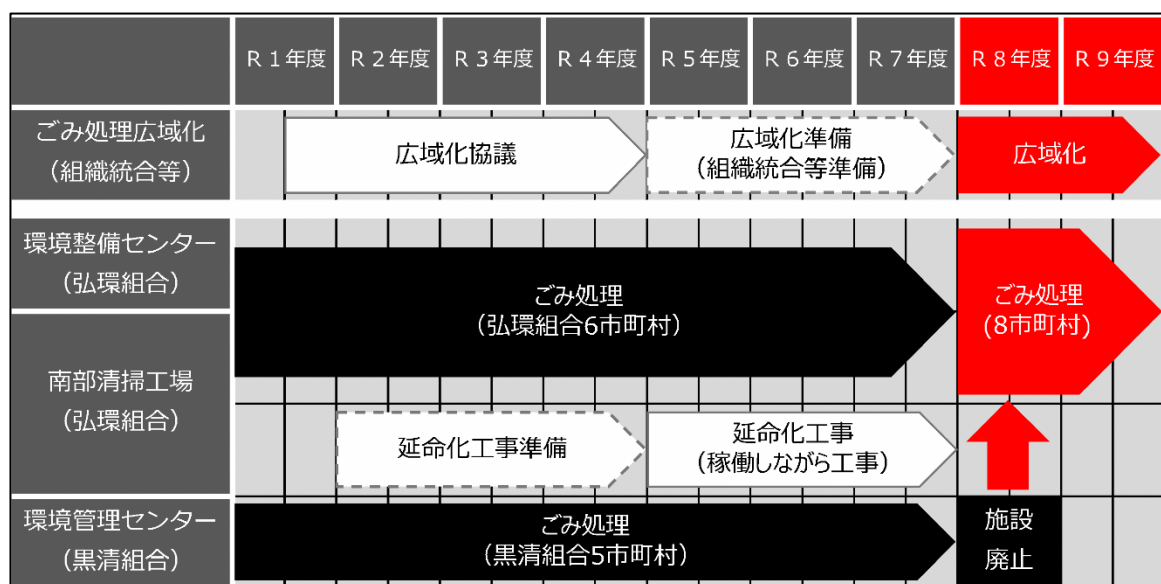 R1年度 R2年度 R3年度 R4年度 R5年度 R6年度 R7年度 R8年度 R9年度
ごみ処理広域化
(組織統合等)
広域化協議
広域化準備
(組織統合等準備)
広域化
環境整備センター
(弘環組合)
ごみ処理
(弘環組合6市町村)
ごみ処理
(8市町村)
南部清掃工場
(弘環組合)
延命化工事準備
延命化工事
(稼働しながら工事)
環境管理センター
(黒清組合)
ごみ処理
(黒清組合5市町村)
施設
廃止